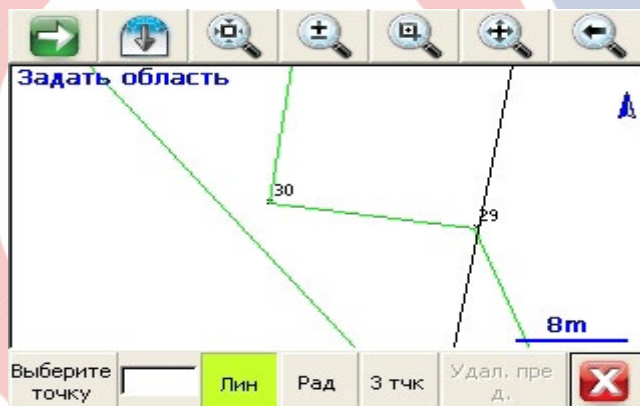 Задать область
30
29
8m
Выберите
точку
Лин
Рад
3 тчк
Удал. пре
д.